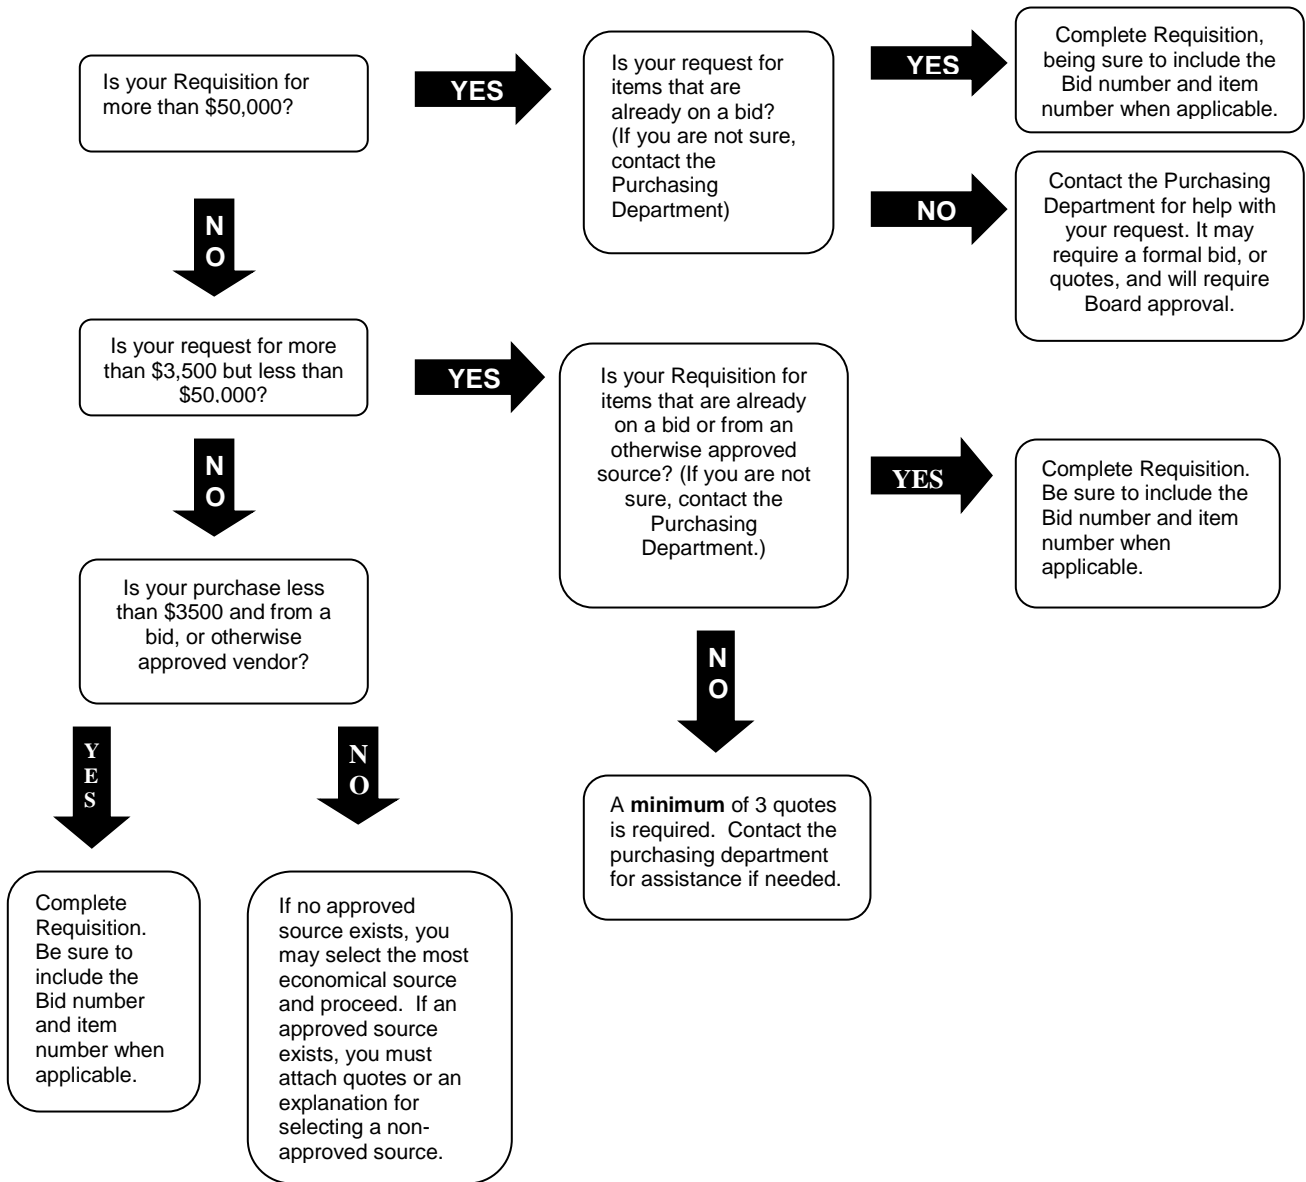 Is your Requisition for
more than $50,000?
YES
Is your request for
items that are
already on a bid?
(If you are not sure,
contact the
Purchasing
Department)
YES
Complete Requisition,
being sure to include the
Bid number and item
number when applicable.
NO
Contact the Purchasing
Department for help with
your request. It may
require a formal bid, or
quotes, and will require
Board approval.
N
O
Is your request for more
than $3,500 but less than
$50.000?
YES
Is your Requisition for
items that are already
on a bid or from an
otherwise approved
source? (If you are not
sure, contact the
Purchasing
Department.)
YES
Complete Requisition.
Be sure to include the
Bid number and item
number when
applicable.
N
O
Is your purchase less
than $3500 and from a
bid, or otherwise
approved vendor?
N
O
A minimum of 3 quotes
is required. Contact the
purchasing department
for assistance if needed.
Y
E
S
Complete
Requisition.
Be sure to
include the
Bid number
and item
number when
applicable.
N
O
If no approved
source exists, you
may select the most
economical source
and proceed. If an
approved source
exists, you must
attach quotes or an
explanation for
selecting a non-
approved source.